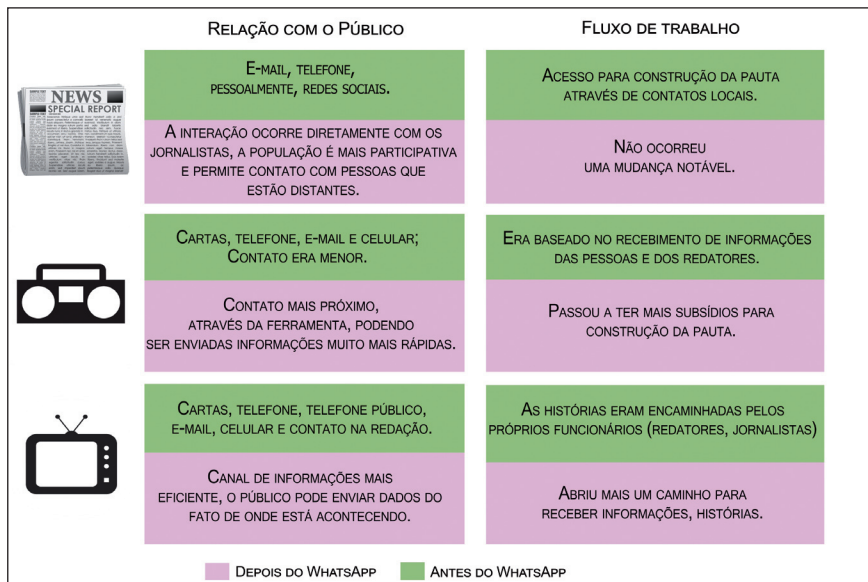 RELAÇÃO COM O PÚBLICO
FLUXO DE TRABALHO
NEWS
SPECIAL REPORT
E-MAIL, TELEFONE,
PESSOALMENTE, REDES SOCIAIS.
ACESSO PARA CONSTRUÇÃO DA PAUTA
ATRAVÉS DE CONTATOS LOCAIS.
A INTERAÇÃO OCORRE DIRETAMENTE COM OS
JORNALISTAS, A POPULAÇÃO É MAIS PARTICIPATIVA
E PERMITE CONTATO COM PESSOAS QUE
ESTÃO DISTANTES.
NÃO OCORREU
UMA MUDANÇA NOTÁVEL.
CARTAS, TELEFONE, E-MAIL E CELULAR;
CONTATO ERA MENOR.
ERA BASEADO NO RECEBIMENTO DE INFORMAÇÕES
DAS PESSOAS E DOS REDATORES.
CONTATO MAIS PRÓXIMO,
ATRAVÉS DA FERRAMENTA, PODENDO
SER ENVIADAS INFORMAÇÕES MUITO MAIS RÁPIDAS.
PASSOU A TER MAIS SUBSÍDIOS PARA
CONSTRUÇÃO DA PAUTA.
CARTAS, TELEFONE, TELEFONE PÚBLICO,
E-MAIL, CELULAR E CONTATO NA REDAÇÃO.
AS HISTÓRIAS ERAM ENCAMINHADAS PELOS
PRÓPRIOS FUNCIONÁRIOS (REDATORES, JORNALISTAS)
CANAL DE INFORMAÇÕES MAIS
EFICIENTE, O PÚBLICO PODE ENVIAR DADOS DO
FATO DE ONDE ESTÁ ACONTECENDO.
ABRIU MAIS UM CAMINHO PARA
RECEBER INFORMAÇÕES, HISTÓRIAS.
DEPOIS DO WHATSAPP
ANTES DO WHATSAPP